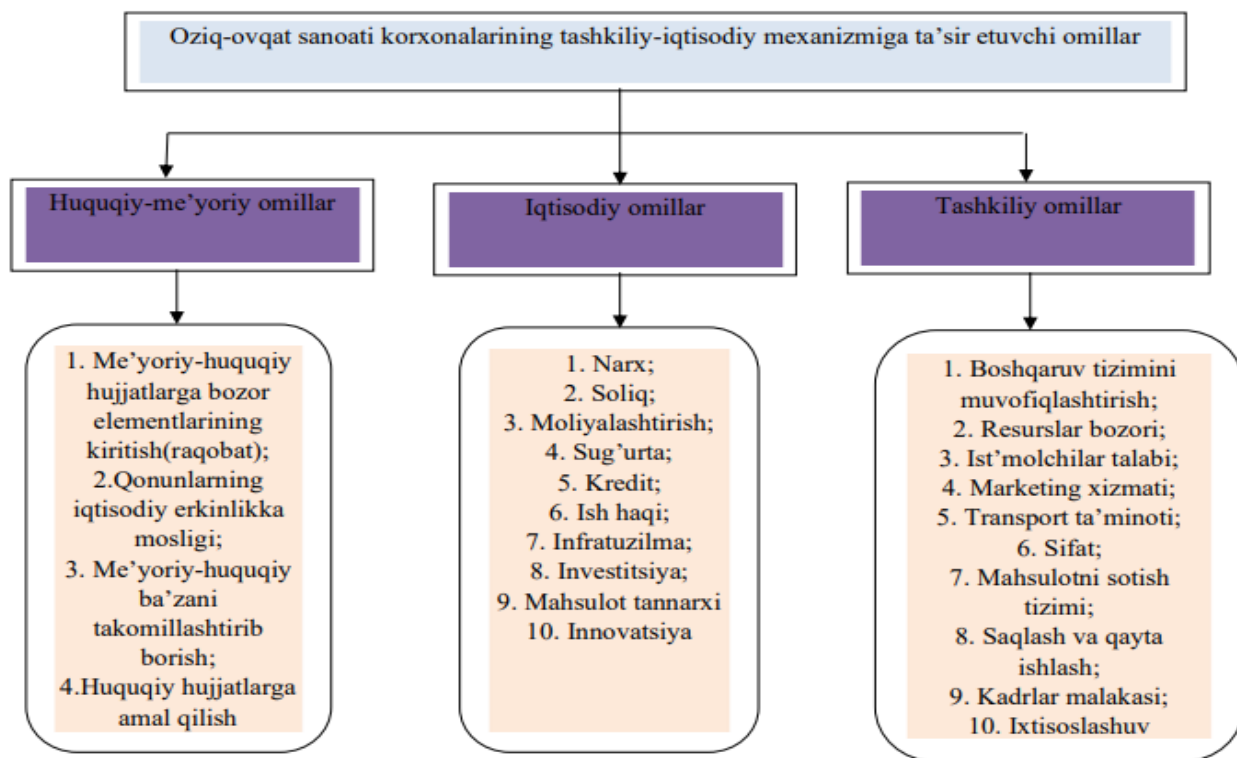 Oziq-ovqat sanoati korxonalarining tashkiliy-iqtisodiy mexanizmiga ta’sir etuvchi omillar
Huquqiy-me’yoriy omillar
Iqtisodiy omillar
Tashkiliy omillar
1. Me’yoriy-huquqiy
hujjatlarga bozor
elementlarining
kiritish(raqobat);
2.Qonunlarning
iqtisodiy erkinlikka
mosligi;
3. Me’yoriy-huquqiy
ba’zani
takomillashtirib
borish;
4.Huquqiy hujjatlarga
amal qilish
1. Narx;
2. Soliq;
3. Moliyalashtirish;
4. Sug’urta;
5. Kredit;
6. Ish haqi;
7. Infratuzilma;
8. Investitsiya;
9. Mahsulot tannarxi
10. Innovatsiya
1. Boshqaruv tizimini
muvofiqlashtirish;
2. Resurslar bozori;
3. Ist’molchilar talabi;
4. Marketing xizmati;
5. Transport ta’minoti;
6. Sifat;
7. Mahsulotni sotish
tizimi;
8. Saqlash va qayta
ishlash;
9. Kadrlar malakasi;
10. Ixtisoslashuv